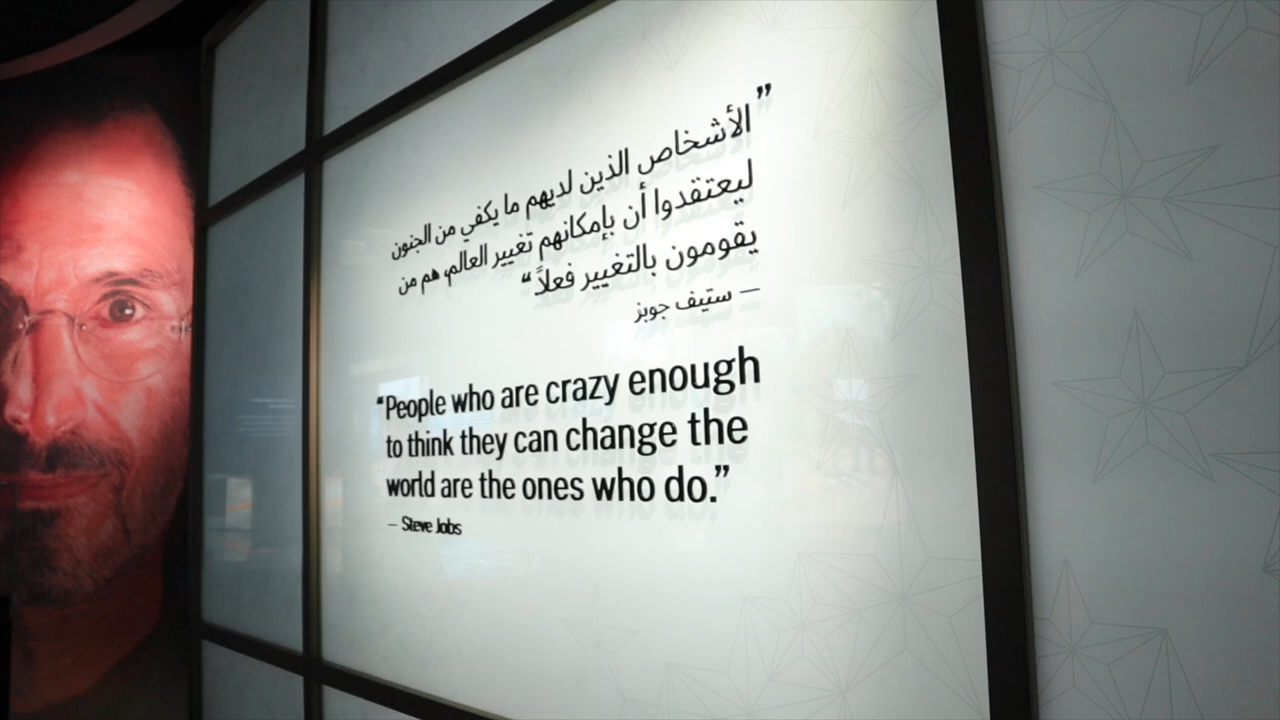 ”الأشخاص الذين لديهم ما يكفي من الجنون
ليعتقدوا أن بإمكانهم تغيير العالم، هم من
يقومون بالتغيير فعلاً“
– ستيف جوبز
“People who are crazy enough
to think they can change the
world are the ones who do.”
– Steve Jobs